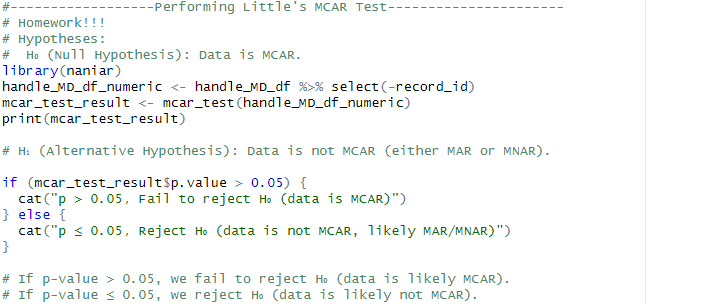 #------------------Performing Little's MCAR Test----------------------
# Homework!!!
# Hypotheses:
#  H₀ (Null Hypothesis): Data is MCAR.
library(naniar)
handle_MD_df_numeric <- handle_MD_df %>% select(-record_id)
mcar_test_result <- mcar_test(handle_MD_df_numeric)
print(mcar_test_result)
# H₁ (Alternative Hypothesis): Data is not MCAR (either MAR or MNAR).
if (mcar_test_result$p.value > 0.05) {
  cat("p > 0.05, Fail to reject H₀ (data is MCAR)")
} else {
  cat("p ≤ 0.05, Reject H₀ (data is not MCAR, likely MAR/MNAR)")
}
# If p-value > 0.05, we fail to reject H₀ (data is likely MCAR).
# If p-value ≤ 0.05, we reject H₀ (data is likely not MCAR).